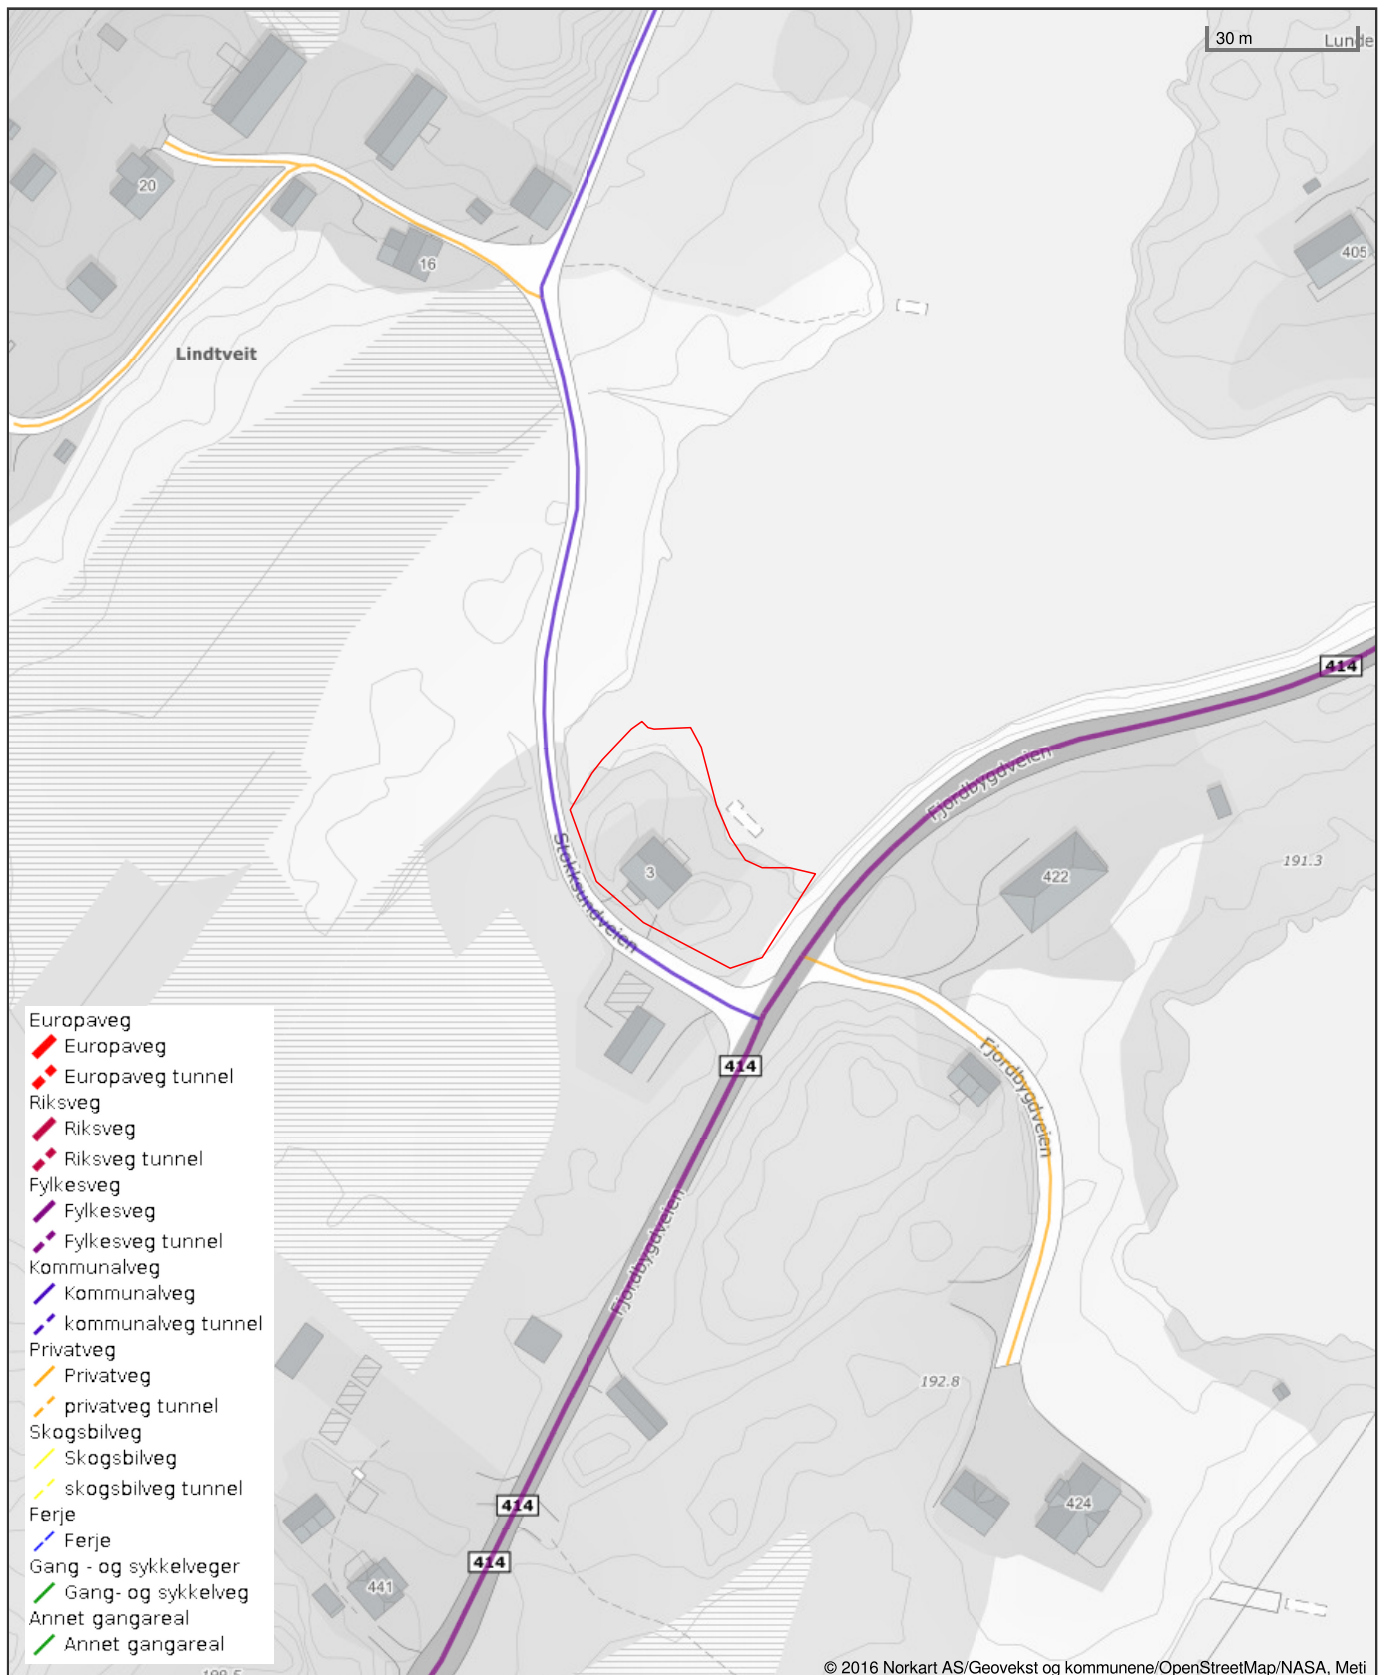 30 m
Lunde
20
16
405
Lindtveit
414
Fjordbygdveien
3
Stokksundveien
422
191.3
414
Fjordbygdveien
Fjordbygdveien
192.8
424
414
414
441
Europaveg
Europaveg
Europaveg tunnel
Riksveg
Riksveg
Riksveg tunnel
Fylkesveg
Fylkesveg
Fylkesveg tunnel
Kommunalveg
Kommunalveg
kommunalveg tunnel
Privatveg
Privatveg
privatveg tunnel
Skogsbilveg
Skogsbilveg
skogsbilveg tunnel
Ferje
Ferje
Gang - og sykkelveger
Gang- og sykkelveg
Annet gangareal
Annet gangareal
© 2016 Norkart AS/Geovekst og kommunene/OpenStreetMap/NASA, Meti